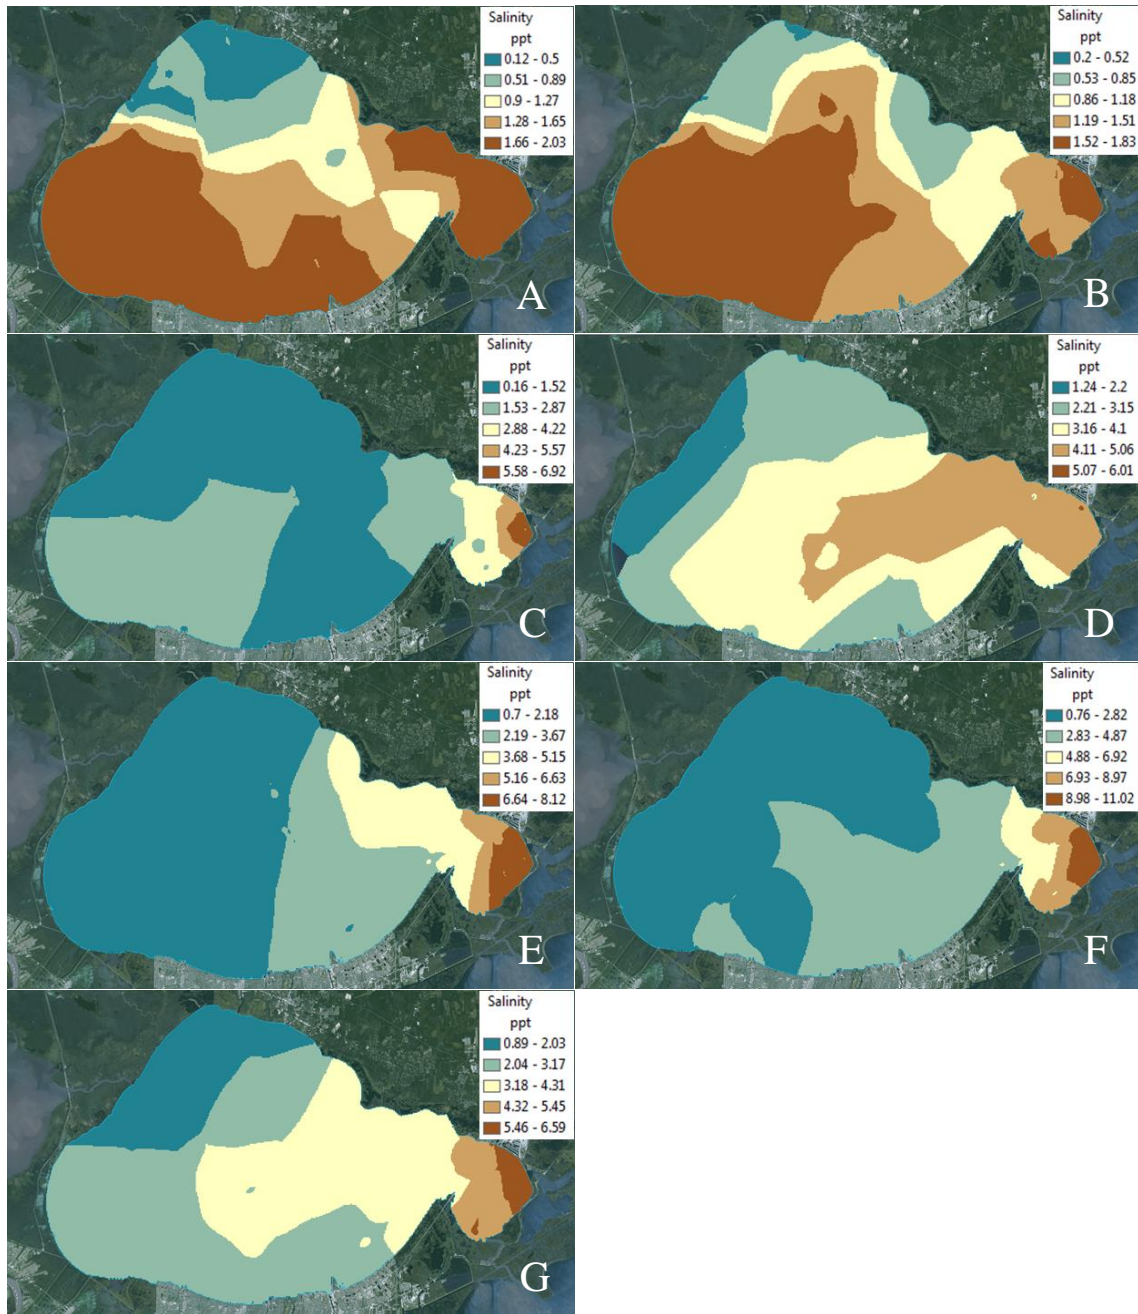 Salinity
ppt
0.12 - 0.5
0.51 - 0.89
0.9 - 1.27
1.28 - 1.65
1.66 - 2.03
A
Salinity
ppt
0.2 - 0.52
0.53 - 0.85
0.86 - 1.18
1.19 - 1.51
1.52 - 1.83
B
Salinity
ppt
0.16 - 1.52
1.53 - 2.87
2.88 - 4.22
4.23 - 5.57
5.58 - 6.92
C
Salinity
ppt
1.24 - 2.2
2.21 - 3.15
3.16 - 4.1
4.11 - 5.06
5.07 - 6.01
D
Salinity
ppt
0.7 - 2.18
2.19 - 3.67
3.68 - 5.15
5.16 - 6.63
6.64 - 8.12
E
Salinity
ppt
0.76 - 2.82
2.83 - 4.87
4.88 - 6.92
6.93 - 8.97
8.98 - 11.02
F
Salinity
ppt
0.89 - 2.03
2.04 - 3.17
3.18 - 4.31
4.32 - 5.45
5.46 - 6.59
G